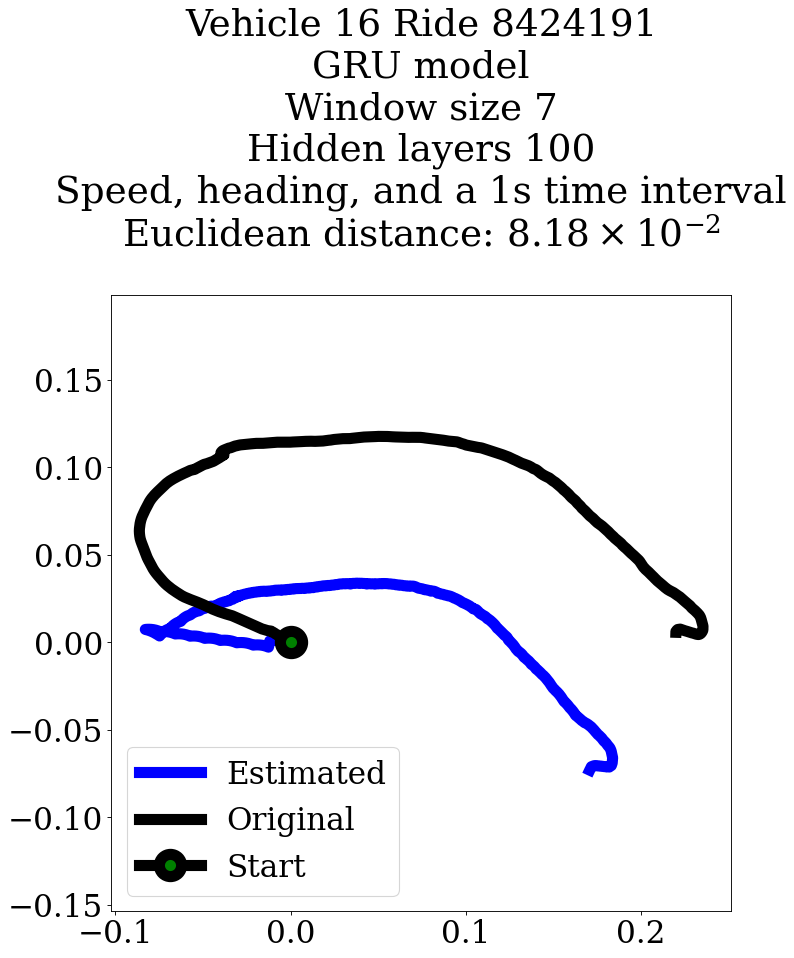 Vehicle 16 Ride 8424191
GRU model
Window size 7
Hidden layers 100
Speed, heading, and a 1s time interval
Euclidean distance: 8.18 × 10⁻²
0.15
0.10
0.05
0.00
−0.05
−0.10
−0.15
Estimated
Original
Start
−0.1
0.0
0.1
0.2